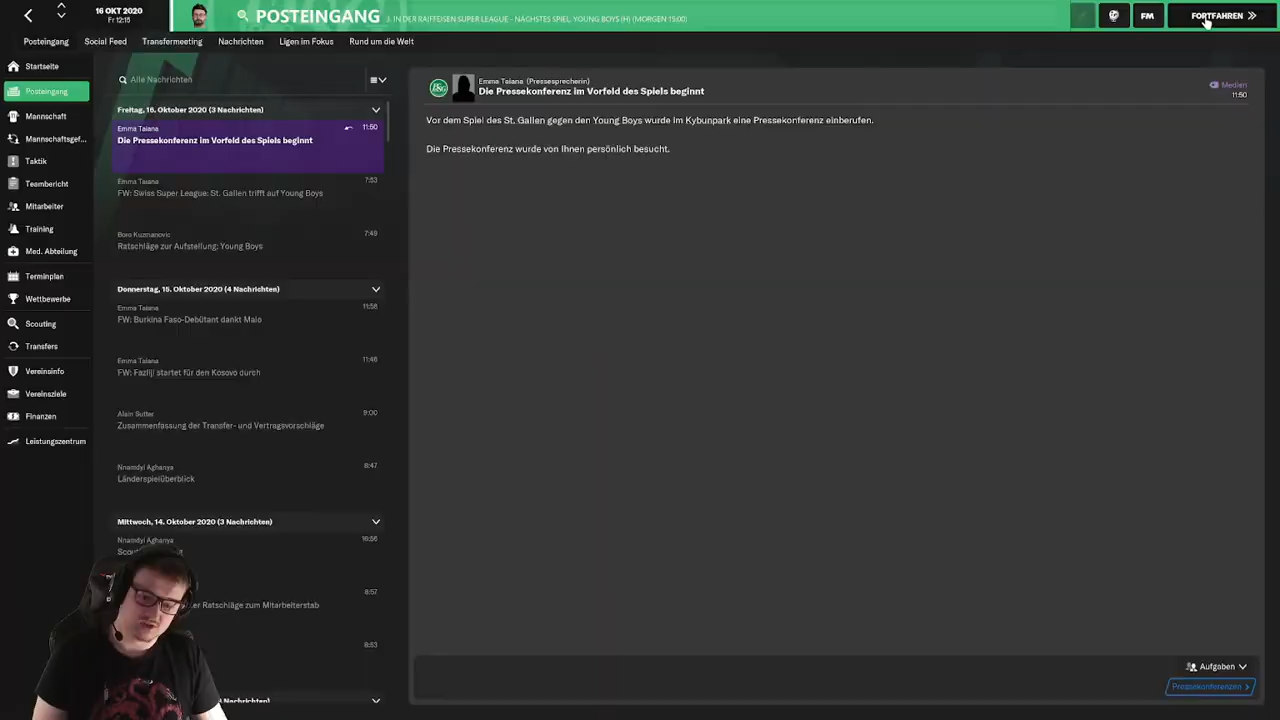 16 OKT 2020
Fr 12:15
POSTEINGANG
J. IN DER RAIFFEISEN SUPER LEAGUE - NÄCHSTES SPIEL, YOUNG BOYS (H) (MORGEN 15:00)
FM
FORTFAHREN
Posteingang
Social Feed
Transfermeeting
Nachrichten
Ligen im Fokus
Rund um die Welt
Startseite
Posteingang
Mannschaft
Mannschaftsgef...
Taktik
Teambericht
Mitarbeiter
Training
Med. Abteilung
Terminplan
Wettbewerbe
Scouting
Transfers
Vereinsinfo
Vereinsziele
Finanzen
Leistungszentrum
Alle Nachrichten
Freitag, 16. Oktober 2020 (3 Nachrichten)
Emma Taiana 11:50
Die Pressekonferenz im Vorfeld des Spiels beginnt
Emma Taiana 7:53
FW: Swiss Super League: St. Gallen trifft auf Young Boys
Boro Kuzmanovic 7:49
Ratschläge zur Aufstellung: Young Boys
Donnerstag, 15. Oktober 2020 (4 Nachrichten)
Emma Taiana 11:58
FW: Burkina Faso-Debütant dankt Maio
Emma Taiana 11:46
FW: Fazliji startet für den Kosovo durch
Alain Sutter 9:00
Zusammenfassung der Transfer- und Vertragsvorschläge
Nnamdyi Aghanya 8:47
Länderspielüberblick
Mittwoch, 14. Oktober 2020 (3 Nachrichten)
Nnamdyi Aghanya 10:56
8:57
er Ratschläge zum Mitarbeiterstab
8:53
Nachrichten)
Emma Taiana (Pressesprecherin)
Die Pressekonferenz im Vorfeld des Spiels beginnt
Medien
11:50
Vor dem Spiel des St. Gallen gegen den Young Boys wurde im Kybunpark eine Pressekonferenz einberufen.
Die Pressekonferenz wurde von Ihnen persönlich besucht.
Aufgaben
Pressekonferenzen